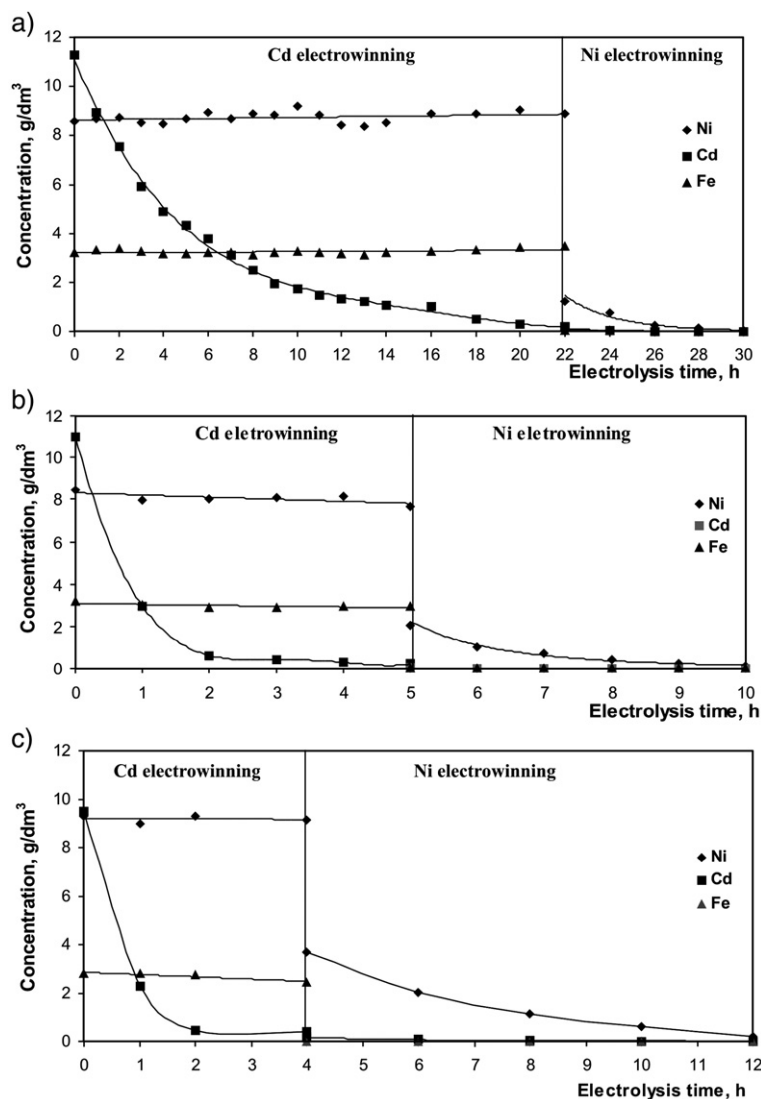 a)
Cd electrowinning Ni electrowinning
Concentration, g/dm³
12
10
8
6
4
2
0
Ni
Cd
Fe
0 2 4 6 8 10 12 14 16 18 20 22 24 26 28 30
Electrolysis time, h
b)
Cd eletrowinning Ni eletrowinning
Concentration, g/dm³
12
10
8
6
4
2
0
Ni
Cd
Fe
0 1 2 3 4 5 6 7 8 9 10
Electrolysis time, h
c)
Cd electrowinning Ni electrowinning
Concentration, g/dm³
12
10
8
6
4
2
0
Ni
Cd
Fe
0 1 2 3 4 5 6 7 8 9 10 11 12
Electrolysis time, h